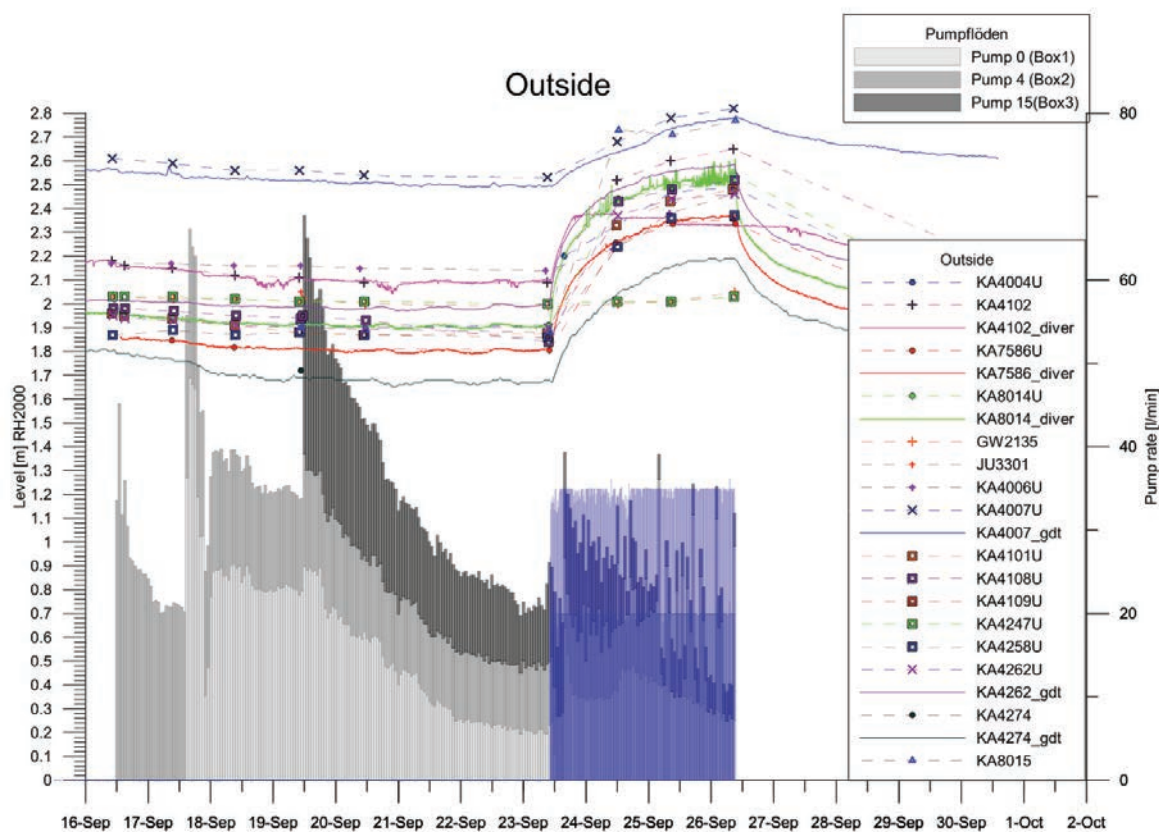 Pumpflöden
Pump 0 (Box1)
Pump 4 (Box2)
Pump 15(Box3)
Outside
2.8
2.7
2.6
2.5
2.4
2.3
2.2
2.1
2
1.9
1.8
1.7
1.6
1.5
1.4
1.3
1.2
1.1
1
0.9
0.8
0.7
0.6
0.5
0.4
0.3
0.2
0.1
0
Level [m] RH2000
80
60
40
20
0
Pump rate [l/min]
Outside
KA4004U
KA4102
KA4102_diver
KA7586U
KA7586_diver
KA8014U
KA8014_diver
GW2135
JU3301
KA4006U
KA4007U
KA4007_gdt
KA4101U
KA4108U
KA4109U
KA4247U
KA4258U
KA4262U
KA4262_gdt
KA4274
KA4274_gdt
KA8015
16-Sep 17-Sep 18-Sep 19-Sep 20-Sep 21-Sep 22-Sep 23-Sep 24-Sep 25-Sep 26-Sep 27-Sep 28-Sep 29-Sep 30-Sep 1-Oct 2-Oct